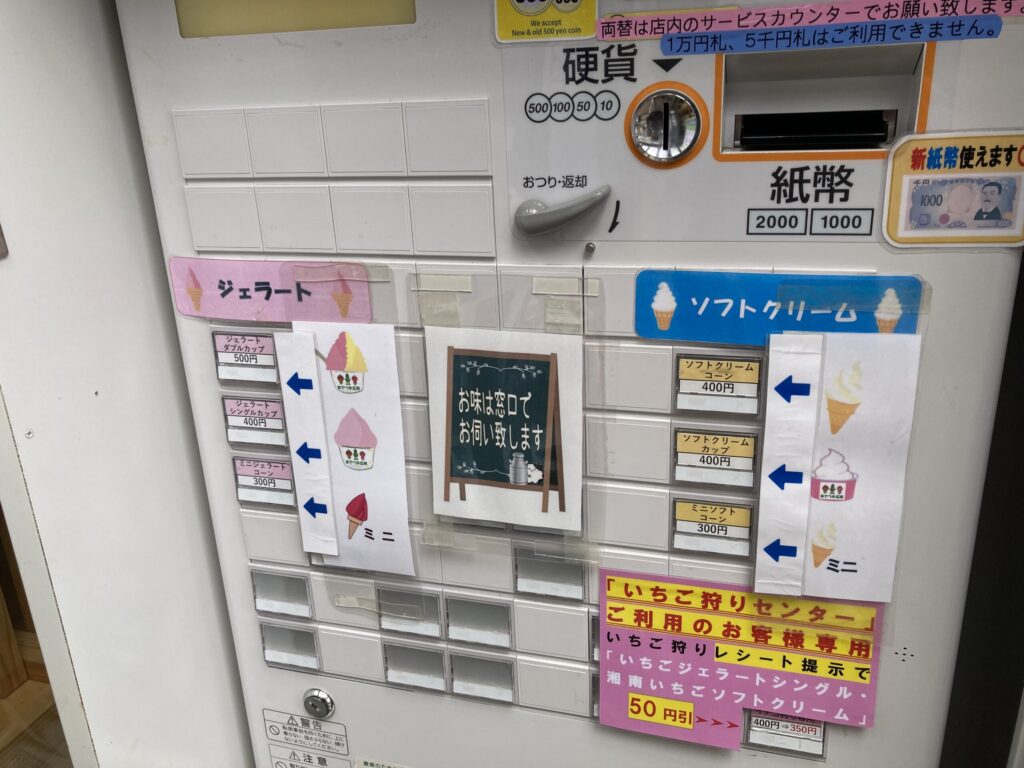 We accept
New & old 500 yen coin
両替は店内のサービスカウンターでお願い致します。
1万円札、5千円札はご利用できません。
硬貨
500 100 50 10
おつり・返却
紙幣
2000 1000
新紙幣使えます
千円
1000
ジェラート
ジェラート
ダブルカップ
500円
ジェラート
シングルカップ
400円
ミニジェラート
コーン
300円
ミニ
お味は窓口で
お伺い致します
ソフトクリーム
ソフトクリーム
コーン
400円
ソフトクリーム
カップ
400円
ミニソフト
コーン
300円
ミニ
「いちご狩りセンター」
ご利用のお客様専用
いちご狩りレシート提示で
「いちごジェラートシングル・
湘南いちごソフトクリーム」
50円引>>>
400円⇒350円
警告
注意